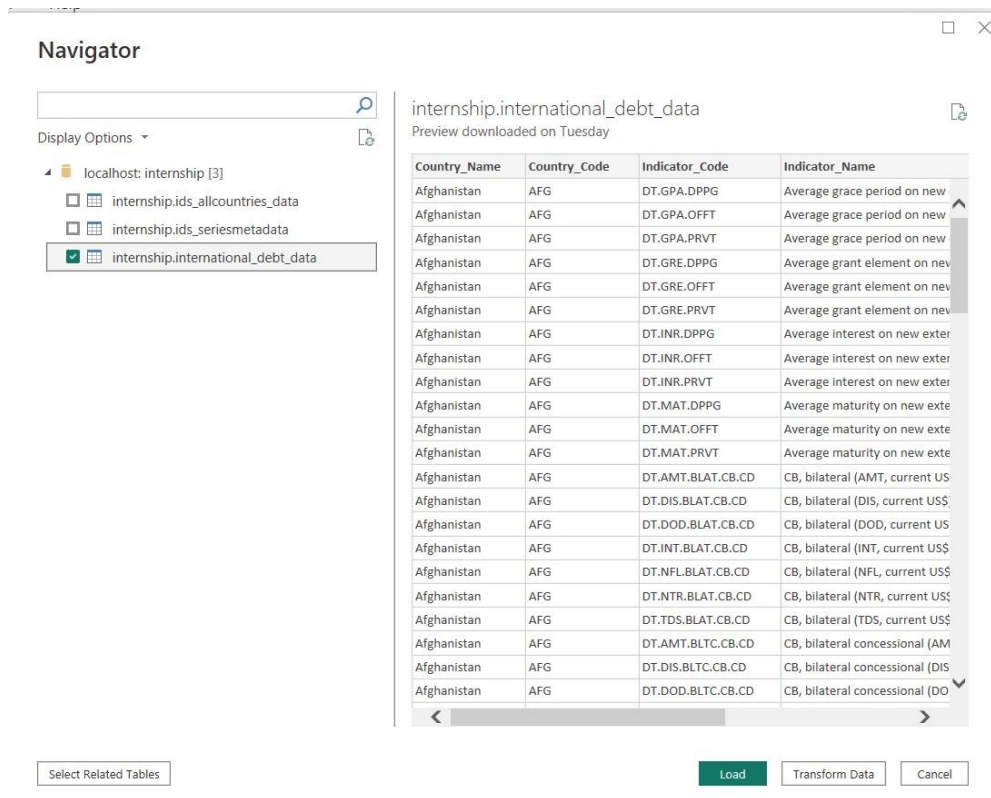 Navigator
Display Options
localhost: internship [3]
internship.ids_allcountries_data
internship.ids_seriesmetadata
internship.international_debt_data
internship.international_debt_data
Preview downloaded on Tuesday
Country_Name Country_Code Indicator_Code Indicator_Name
Afghanistan AFG DT.GPA.DPPG Average grace period on new
Afghanistan AFG DT.GPA.OFFT Average grace period on new
Afghanistan AFG DT.GPA.PRVT Average grace period on new
Afghanistan AFG DT.GRE.DPPG Average grant element on new
Afghanistan AFG DT.GRE.OFFT Average grant element on new
Afghanistan AFG DT.GRE.PRVT Average grant element on new
Afghanistan AFG DT.INR.DPPG Average interest on new exter
Afghanistan AFG DT.INR.OFFT Average interest on new exter
Afghanistan AFG DT.INR.PRVT Average interest on new exter
Afghanistan AFG DT.MAT.DPPG Average maturity on new exte
Afghanistan AFG DT.MAT.OFFT Average maturity on new exte
Afghanistan AFG DT.MAT.PRVT Average maturity on new exte
Afghanistan AFG DT.AMT.BLAT.CB.CD CB, bilateral (AMT, current US
Afghanistan AFG DT.DIS.BLAT.CB.CD CB, bilateral (DIS, current US$)
Afghanistan AFG DT.DOD.BLAT.CB.CD CB, bilateral (DOD, current US
Afghanistan AFG DT.INT.BLAT.CB.CD CB, bilateral (INT, current US$
Afghanistan AFG DT.NFL.BLAT.CB.CD CB, bilateral (NFL, current US$
Afghanistan AFG DT.NTR.BLAT.CB.CD CB, bilateral (NTR, current US$
Afghanistan AFG DT.TDS.BLAT.CB.CD CB, bilateral (TDS, current US$
Afghanistan AFG DT.AMT.BLTC.CB.CD CB, bilateral concessional (AM
Afghanistan AFG DT.DIS.BLTC.CB.CD CB, bilateral concessional (DIS
Afghanistan AFG DT.DOD.BLTC.CB.CD CB, bilateral concessional (DO
Select Related Tables Load Transform Data Cancel